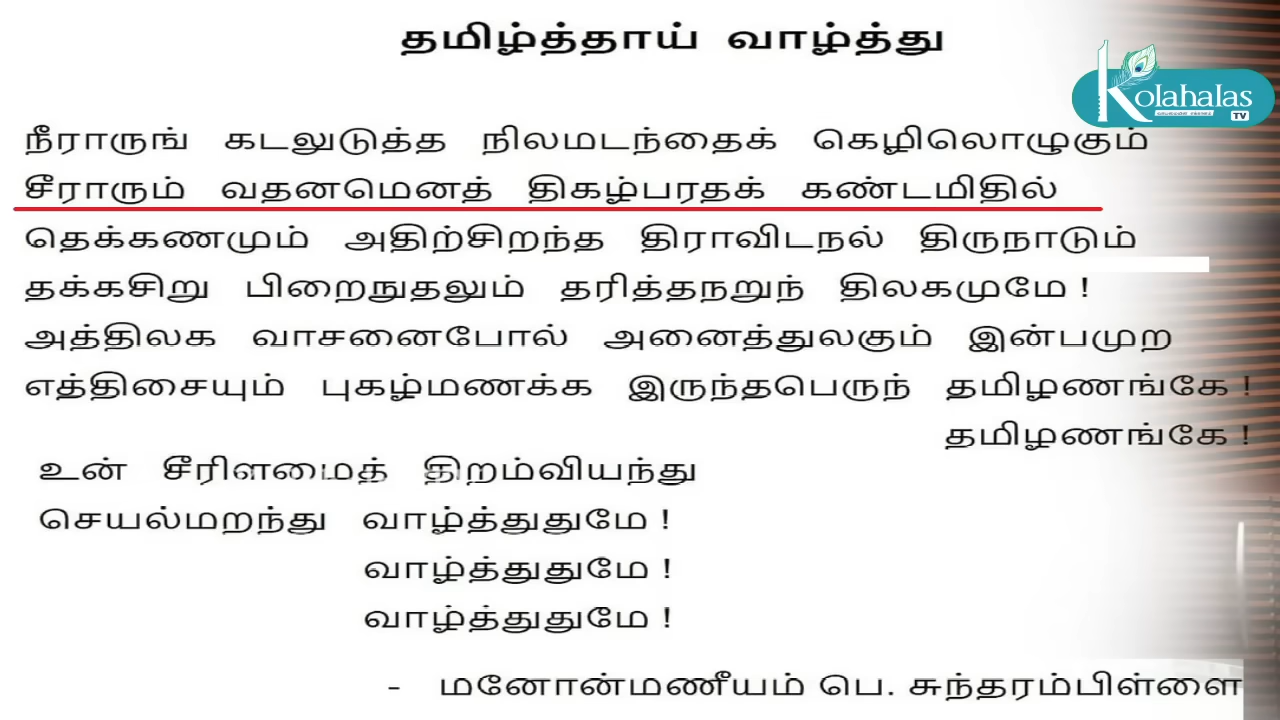 தமிழ்த்தாய் வாழ்த்து
Kolahalas
TV
நீராருங் கடலுடுத்த நிலமடந்தைக் கெழிலொழுகும்
சீராரும் வதனமெனத் திகழ்பரதக் கண்டமிதில்
தெக்கணமும் அதிற்சிறந்த திராவிடநல் திருநாடும்
தக்கசிறு பிறைநுதலும் தரித்தநறுந் திலகமுமே !
அத்திலக வாசனைபோல் அனைத்துலகும் இன்பமுற
எத்திசையும் புகழ்மணக்க இருந்தபெருந் தமிழணங்கே !
தமிழணங்கே !
உன் சீரிளமைத் திறம்வியந்து
செயல்மறந்து வாழ்த்துதுமே !
வாழ்த்துதுமே !
வாழ்த்துதுமே !
- மனோன்மணீயம் பெ. சுந்தரம்பிள்ளை